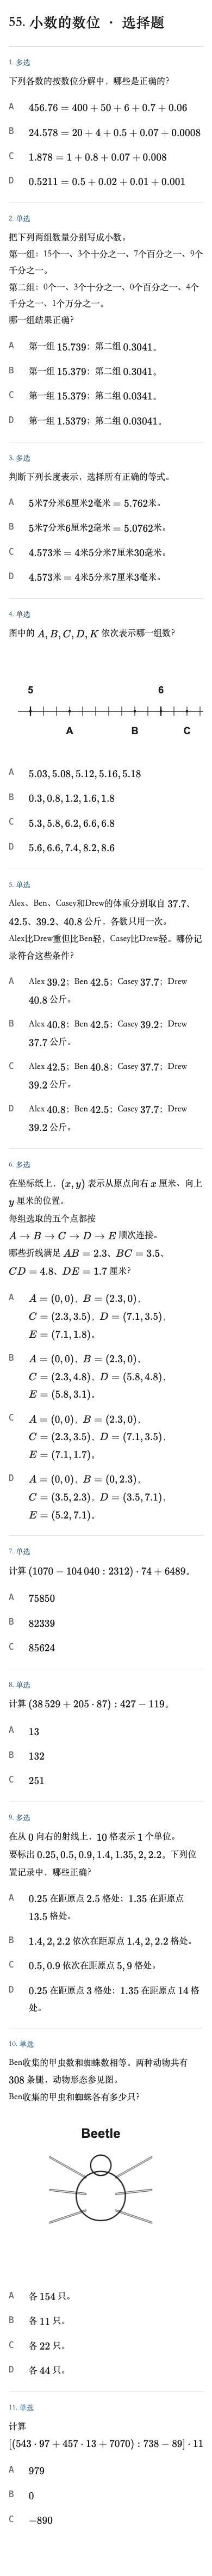 55. 小数的数位 · 选择题
1. 多选
下列各数的按数位分解中，哪些是正确的？
A 456.76 = 400 + 50 + 6 + 0.7 + 0.06
B 24.578 = 20 + 4 + 0.5 + 0.07 + 0.0008
C 1.878 = 1 + 0.8 + 0.07 + 0.008
D 0.5211 = 0.5 + 0.02 + 0.01 + 0.001
2. 单选
把下列两组数量分别写成小数。
第一组：15个一、3个十分之一、7个百分之一、9个
千分之一。
第二组：0个一、3个十分之一、0个百分之一、4个
千分之一、1个万分之一。
哪一组结果正确？
A 第一组 15.739；第二组 0.3041。
B 第一组 15.379；第二组 0.3041。
C 第一组 15.379；第二组 0.0341。
D 第一组 1.5379；第二组 0.03041。
3. 多选
判断下列长度表示，选择所有正确的等式。
A 5米7分米6厘米2毫米 = 5.762米。
B 5米7分米6厘米2毫米 = 5.0762米。
C 4.573米 = 4米5分米7厘米30毫米。
D 4.573米 = 4米5分米7厘米3毫米。
4. 单选
图中的 A, B, C, D, K 依次表示哪一组数？
5 6
A B C
A 5.03, 5.08, 5.12, 5.16, 5.18
B 0.3, 0.8, 1.2, 1.6, 1.8
C 5.3, 5.8, 6.2, 6.6, 6.8
D 5.6, 6.6, 7.4, 8.2, 8.6
5. 单选
Alex、Ben、Casey和Drew的体重分别取自 37.7、
42.5、39.2、40.8 公斤，各数只用一次。
Alex比Drew重但比Ben轻，Casey比Drew轻。哪份记
录符合这些条件？
A Alex 39.2；Ben 42.5；Casey 37.7；Drew
40.8 公斤。
B Alex 40.8；Ben 42.5；Casey 39.2；Drew
37.7 公斤。
C Alex 42.5；Ben 40.8；Casey 37.7；Drew
39.2 公斤。
D Alex 40.8；Ben 42.5；Casey 37.7；Drew
39.2 公斤。
6. 多选
在坐标纸上，(x, y) 表示从原点向右 x 厘米、向上
y 厘米的位置。
每组选取的五个点都按
A → B → C → D → E 顺次连接。
哪些折线满足 AB = 2.3、BC = 3.5、
CD = 4.8、DE = 1.7 厘米？
A A = (0, 0)，B = (2.3, 0)，
C = (2.3, 3.5)，D = (7.1, 3.5)，
E = (7.1, 1.8)。
B A = (0, 0)，B = (2.3, 0)，
C = (2.3, 4.8)，D = (5.8, 4.8)，
E = (5.8, 3.1)。
C A = (0, 0)，B = (2.3, 0)，
C = (2.3, 3.5)，D = (7.1, 3.5)，
E = (7.1, 1.7)。
D A = (0, 0)，B = (0, 2.3)，
C = (3.5, 2.3)，D = (3.5, 7.1)，
E = (5.2, 7.1)。
7. 单选
计算 (1070 − 104 040 : 2312) · 74 + 6489。
A 75850
B 82339
C 85624
8. 单选
计算 (38 529 + 205 · 87) : 427 − 119。
A 13
B 132
C 251
9. 多选
在从 0 向右的射线上，10 格表示 1 个单位。
要标出 0.25, 0.5, 0.9, 1.4, 1.35, 2, 2.2。下列位
置记录中，哪些正确？
A 0.25 在距原点 2.5 格处；1.35 在距原点
13.5 格处。
B 1.4, 2, 2.2 依次在距原点 1.4, 2, 2.2 格处。
C 0.5, 0.9 依次在距原点 5, 9 格处。
D 0.25 在距原点 3 格处；1.35 在距原点 14 格
处。
10. 单选
Ben收集的甲虫数和蜘蛛数相等。两种动物共有
308 条腿，动物形态参见图。
Ben收集的甲虫和蜘蛛各有多少只？
Beetle
A 各 154 只。
B 各 11 只。
C 各 22 只。
D 各 44 只。
11. 单选
计算
[(543 · 97 + 457 · 13 + 7070) : 738 − 89] · 11
A 979
B 0
C −890